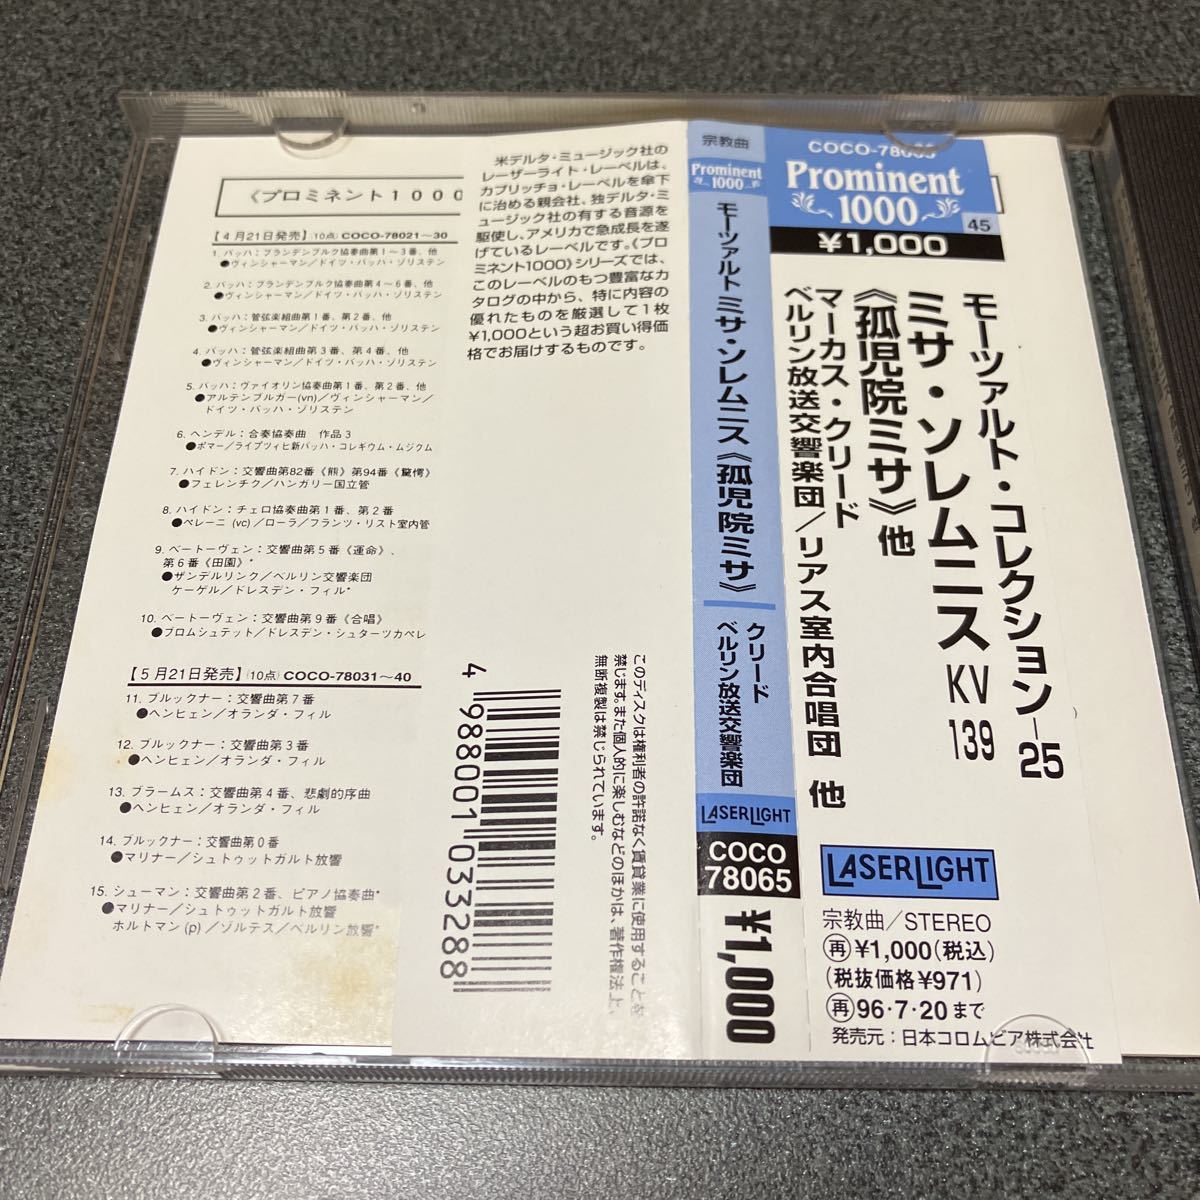 《プロミネント1000
【4月21日発売】(10点) COCO-78021〜30
1. バッハ:ブランデンブルク協奏曲第1〜3番、他
●ヴィンシャーマン/ドイツ・バッハ・ゾリステン
2. バッハ:ブランデンブルク協奏曲第4〜6番、他
●ヴィンシャーマン/ドイツ・バッハ・ゾリステン
3. バッハ:管弦楽組曲第1番、第2番、他
●ヴィンシャーマン/ドイツ・バッハ・ゾリステン
4. バッハ:管弦楽組曲第3番、第4番、他
●ヴィンシャーマン/ドイツ・バッハ・ゾリステン
5. バッハ:ヴァイオリン協奏曲第1番、第2番、他
●アルテンブルガー(vn)/ヴィンシャーマン/
ドイツ・バッハ・ゾリステン
6. ヘンデル:合奏協奏曲 作品3
●ポマー/ライプツィヒ新バッハ・コレギウム・ムジクム
7. ハイドン:交響曲第82番《熊》第94番《驚愕》
●フェレンチク/ハンガリー国立管
8. ハイドン:チェロ協奏曲第1番、第2番
●ペレーニ (vc)/ローラ/フランツ・リスト室内管
9. ベートーヴェン:交響曲第5番《運命》、
第6番《田園》*
●ザンデルリンク/ベルリン交響楽団
ケーゲル/ドレスデン・フィル*
10. ベートーヴェン:交響曲第9番《合唱》
●ブロムシュテット/ドレスデン・シュターツカペレ
【5月21日発売】(10点) COCO-78031〜40
11. ブルックナー:交響曲第7番
●ヘンヒェン/オランダ・フィル
12. ブルックナー:交響曲第3番
●ヘンヒェン/オランダ・フィル
13. ブラームス:交響曲第4番、悲劇的序曲
●ヘンヒェン/オランダ・フィル
14. ブルックナー:交響曲第0番
●マリナー/シュトゥットガルト放響
15. シューマン:交響曲第2番、ピアノ協奏曲*
●マリナー/シュトゥットガルト放響
ホルトマン(p)/ゾルテス/ベルリン放響*
米デルタ・ミュージック社の
レーザーライト・レーベルは、
カプリッチョ・レーベルを傘下
に治める親会社、独デルタ・ミ
ュージック社の有する音源を
駆使し、アメリカで急成長を遂
げているレーベルです。《プロ
ミネント1000》シリーズでは、
このレーベルのもつ豊富なカ
タログの中から、特に内容の
優れたものを厳選して1枚
¥1,000という超お買い得価
格でお届けするものです。
このディスクは権利者の許諾なく賃貸業に使用することを
禁じます。また個人的に楽しむなどのほかは、著作権法上、
無断複製は禁じられています。
4 988001 033288
宗教曲
Prominent
1000
モーツァルト ミサ・ソレムニス《孤児院ミサ》
クリード
ベルリン放送交響楽団
LASERLIGHT
COCO
78065
¥1,000
COCO-78065
Prominent
1000
45
¥1,000
モーツァルト・コレクション−25
ミサ・ソレムニス KV 139
《孤児院ミサ》 他
マーカス・クリード
ベルリン放送交響楽団/リアス室内合唱団 他
LASERLIGHT
宗教曲/STEREO
再¥1,000(税込)
(税抜価格¥971)
再96・7・20まで
発売元:日本コロムビア株式会社